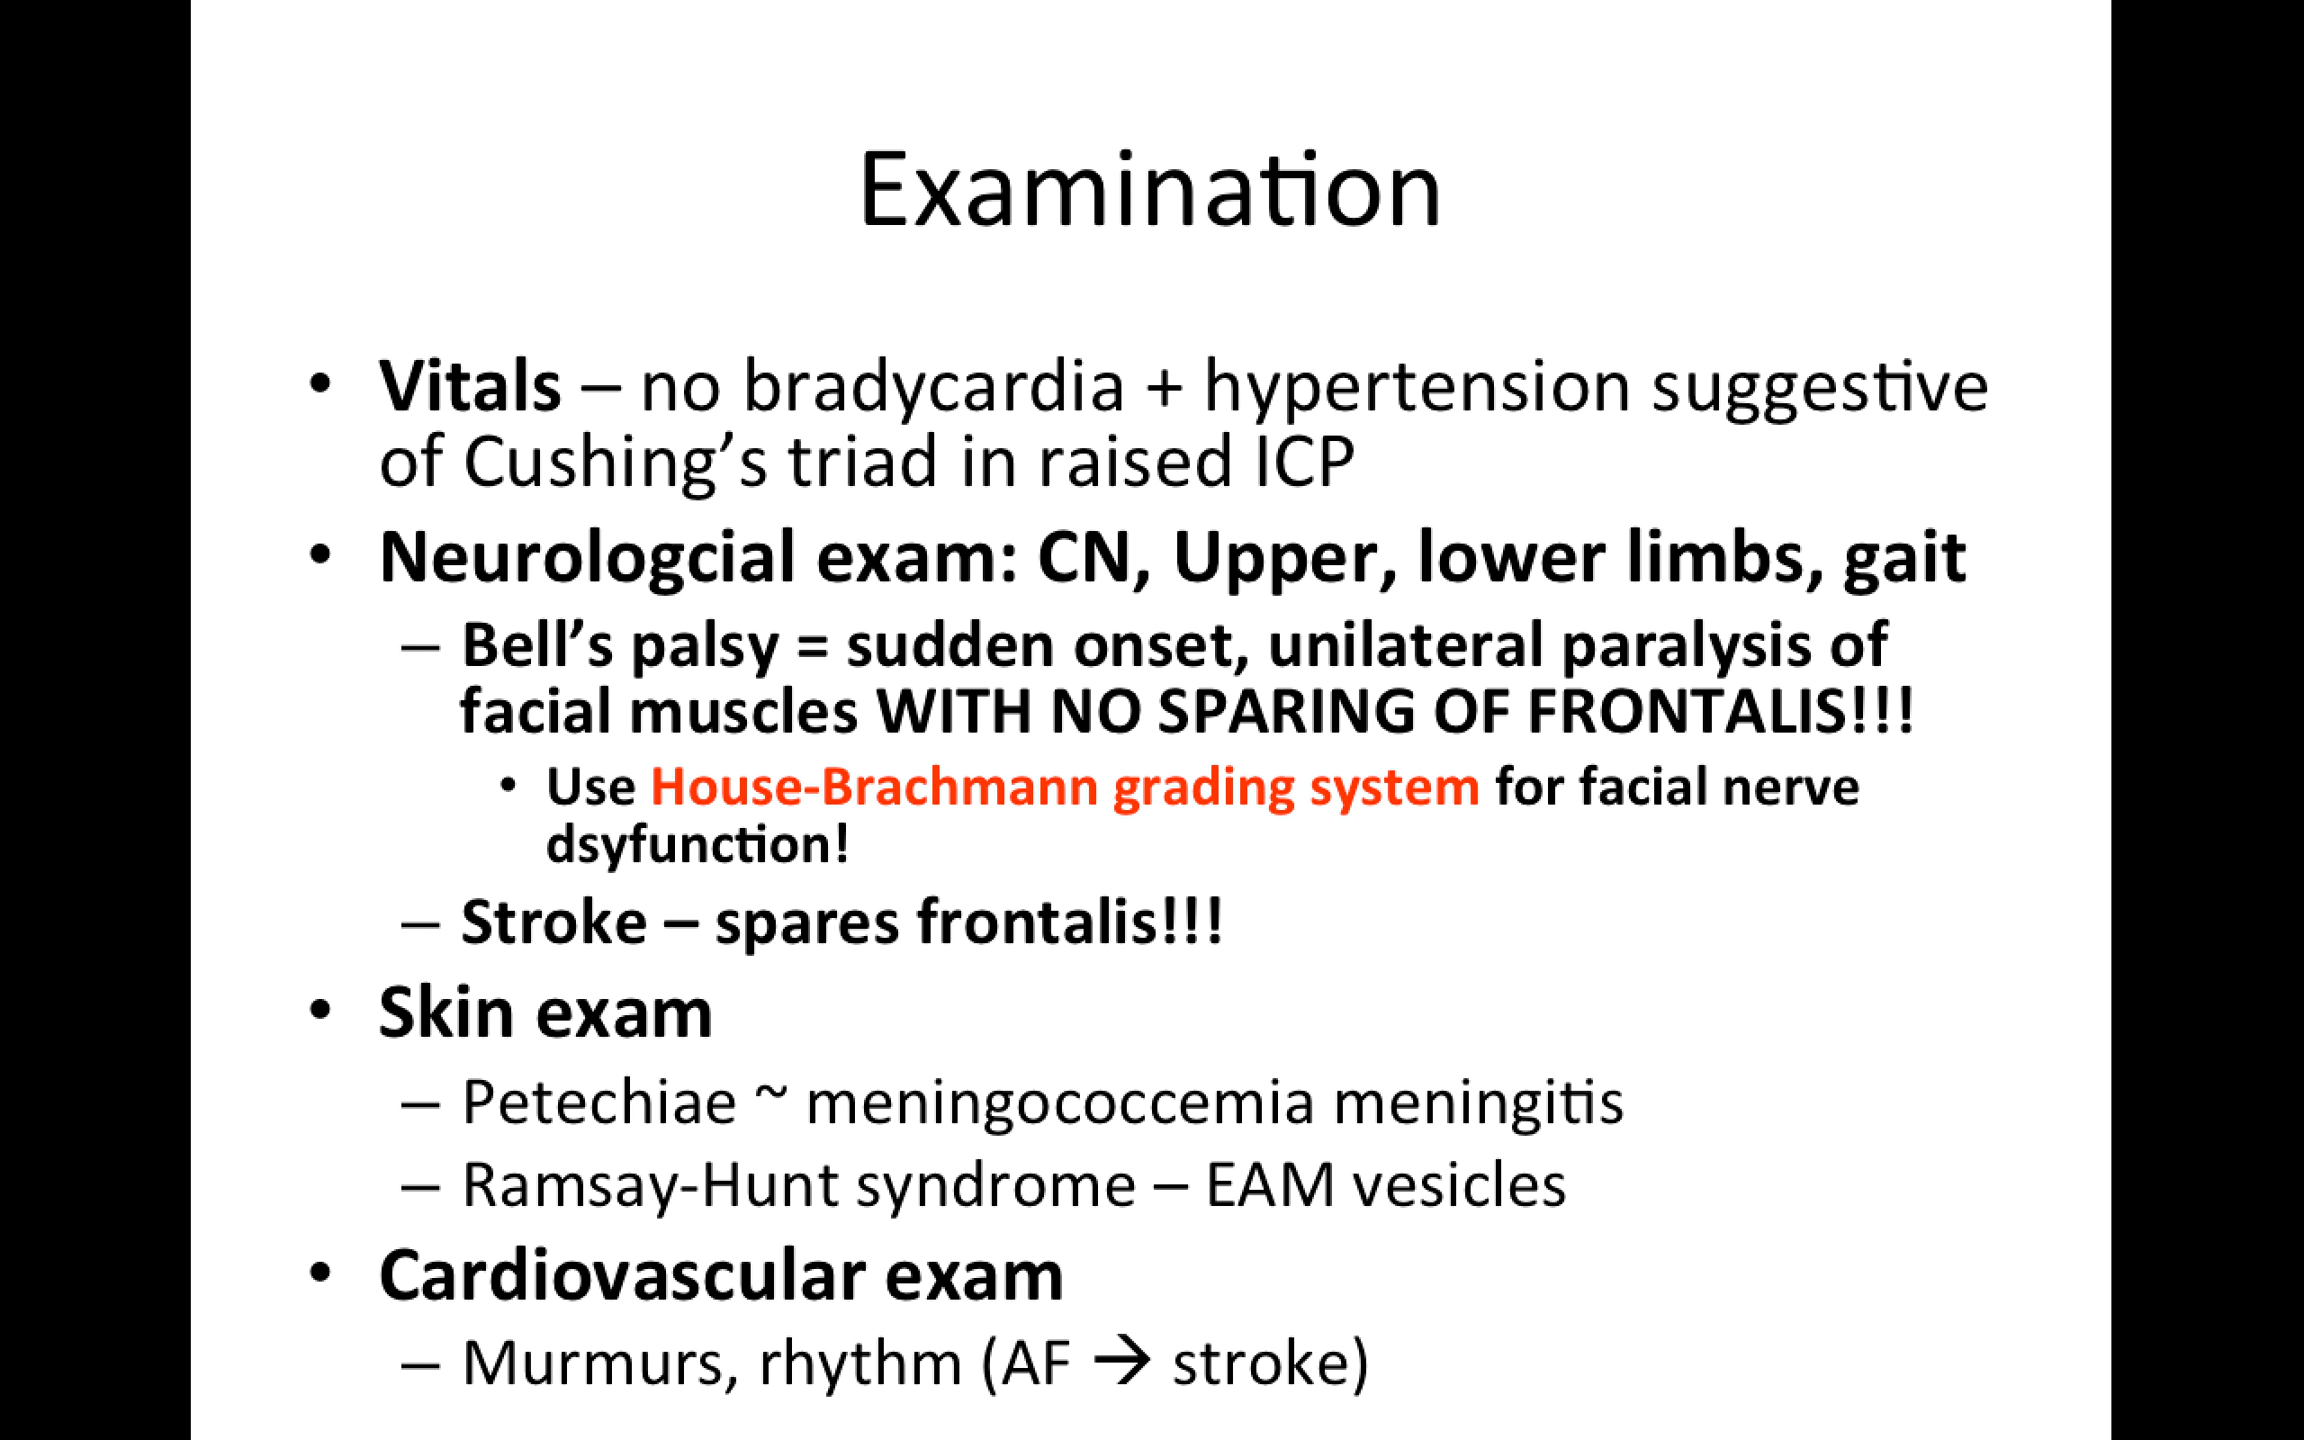 Examination
• Vitals – no bradycardia + hypertension suggestive
of Cushing’s triad in raised ICP
• Neurologcial exam: CN, Upper, lower limbs, gait
– Bell’s palsy = sudden onset, unilateral paralysis of
facial muscles WITH NO SPARING OF FRONTALIS!!!
• Use House-Brachmann grading system for facial nerve
dsyfunction!
– Stroke – spares frontalis!!!
• Skin exam
– Petechiae ~ meningococcemia meningitis
– Ramsay-Hunt syndrome – EAM vesicles
• Cardiovascular exam
– Murmurs, rhythm (AF → stroke)